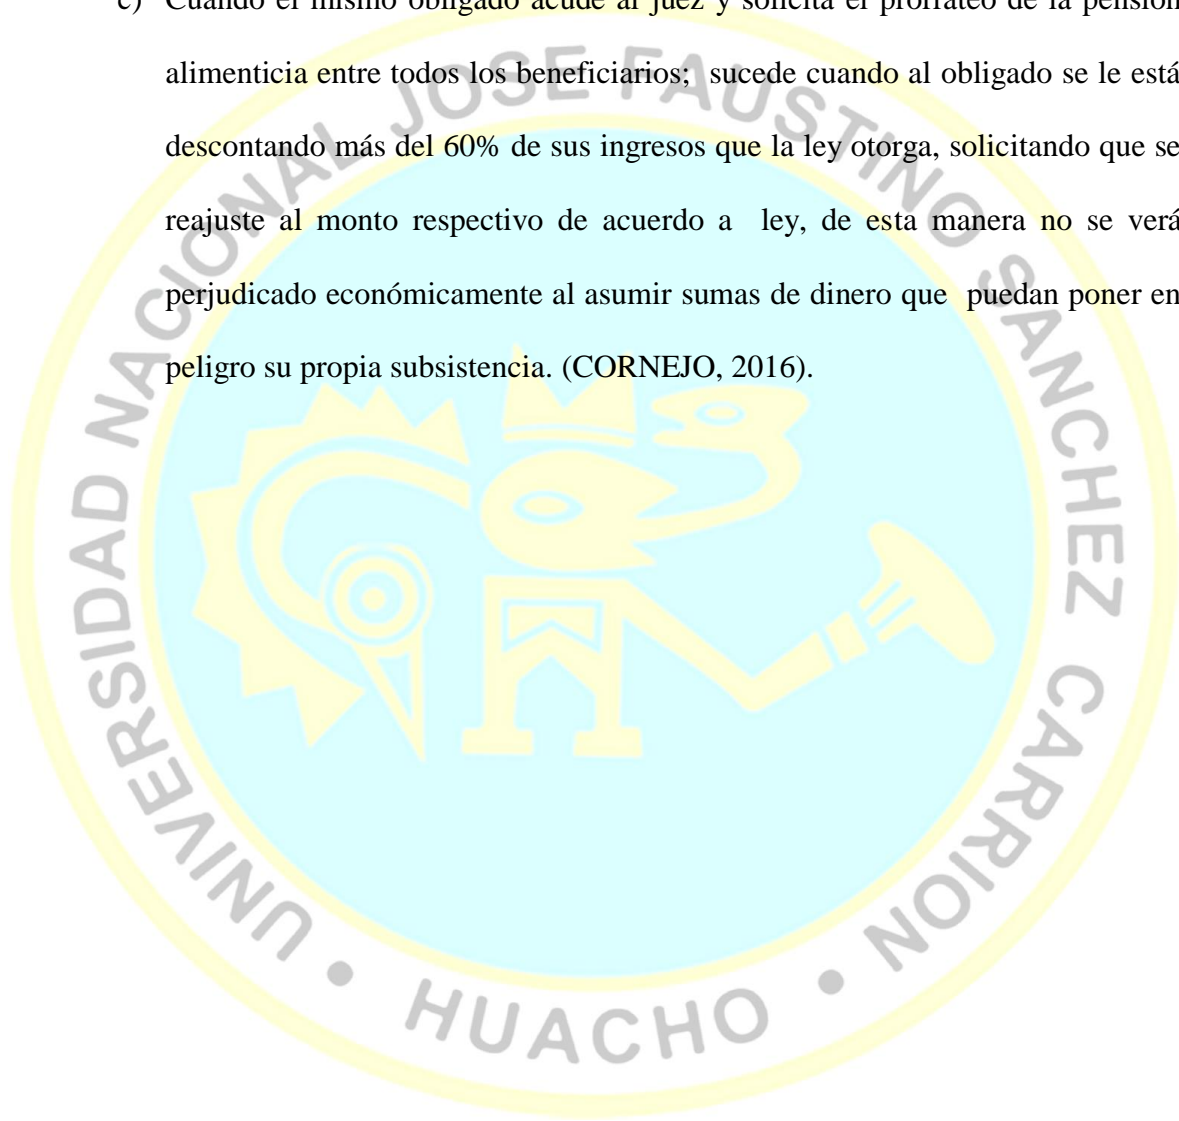 c) Cuando el mismo obligado acude al juez y solicita el prorrateo de la pensión
alimenticia entre todos los beneficiarios; sucede cuando al obligado se le está
descontando más del 60% de sus ingresos que la ley otorga, solicitando que se
reajuste al monto respectivo de acuerdo a ley, de esta manera no se verá
perjudicado económicamente al asumir sumas de dinero que puedan poner en
peligro su propia subsistencia. (CORNEJO, 2016).
UNIVERSIDAD NACIONAL JOSE FAUSTINO SANCHEZ CARRION
• HUACHO •